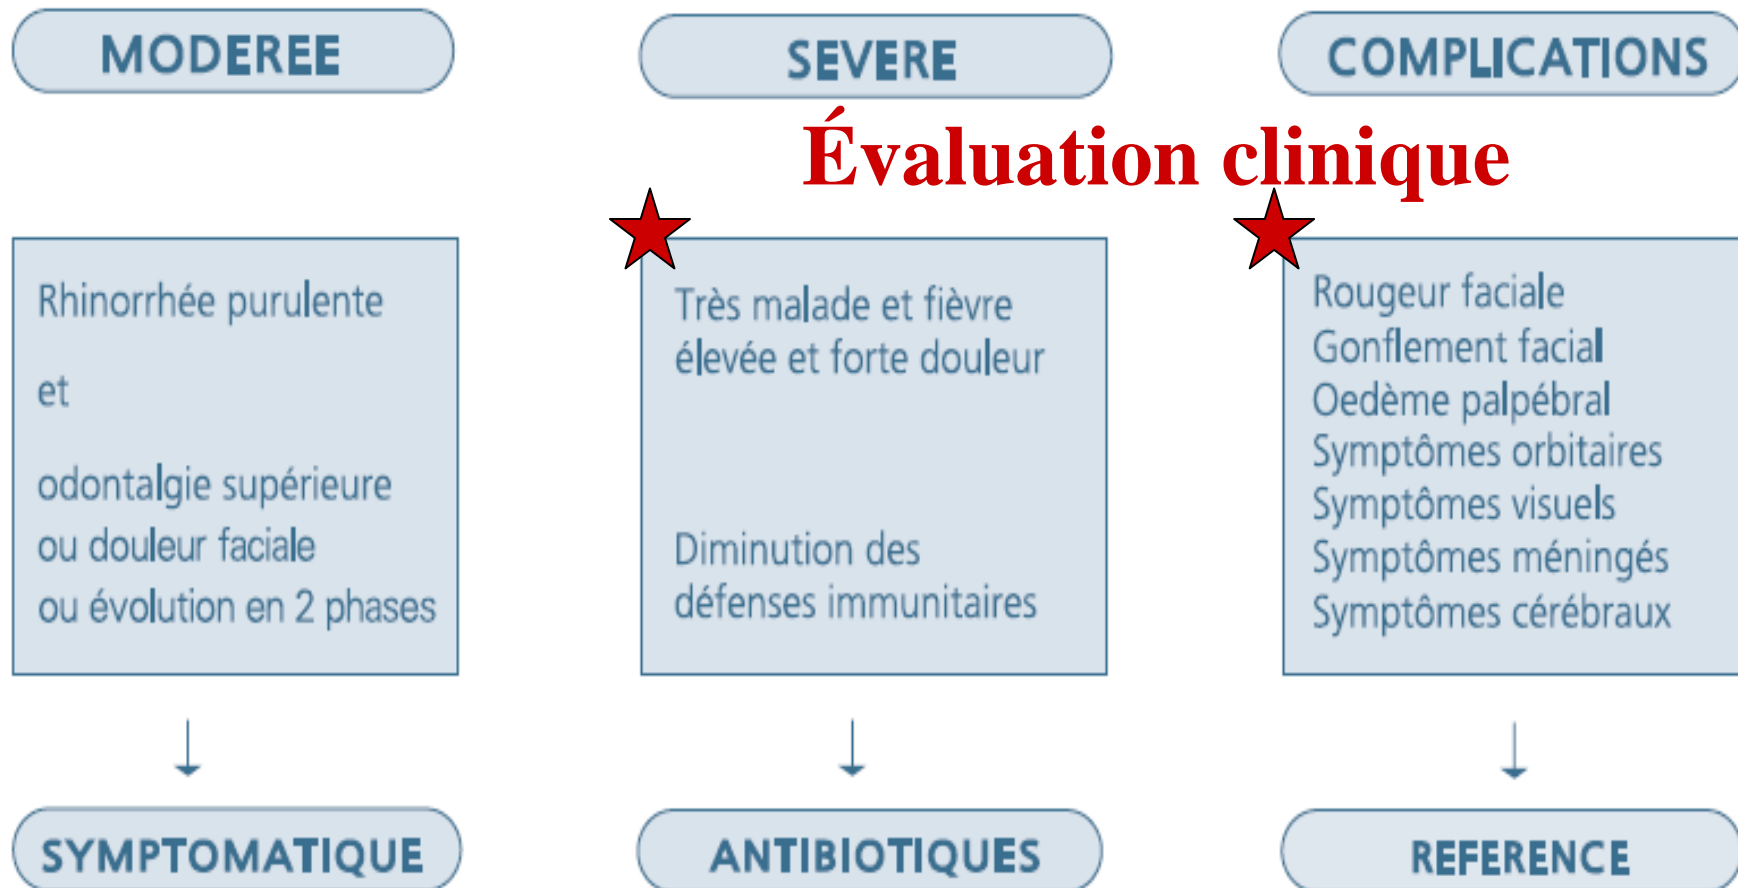 MODEREE
SEVERE
COMPLICATIONS
Évaluation clinique
Rhinorrhée purulente
et
odontalgie supérieure
ou douleur faciale
ou évolution en 2 phases
Très malade et fièvre
élevée et forte douleur
Diminution des
défenses immunitaires
Rougeur faciale
Gonflement facial
Oedème palpébral
Symptômes orbitaires
Symptômes visuels
Symptômes méningés
Symptômes cérébraux
SYMPTOMATIQUE
ANTIBIOTIQUES
REFERENCE